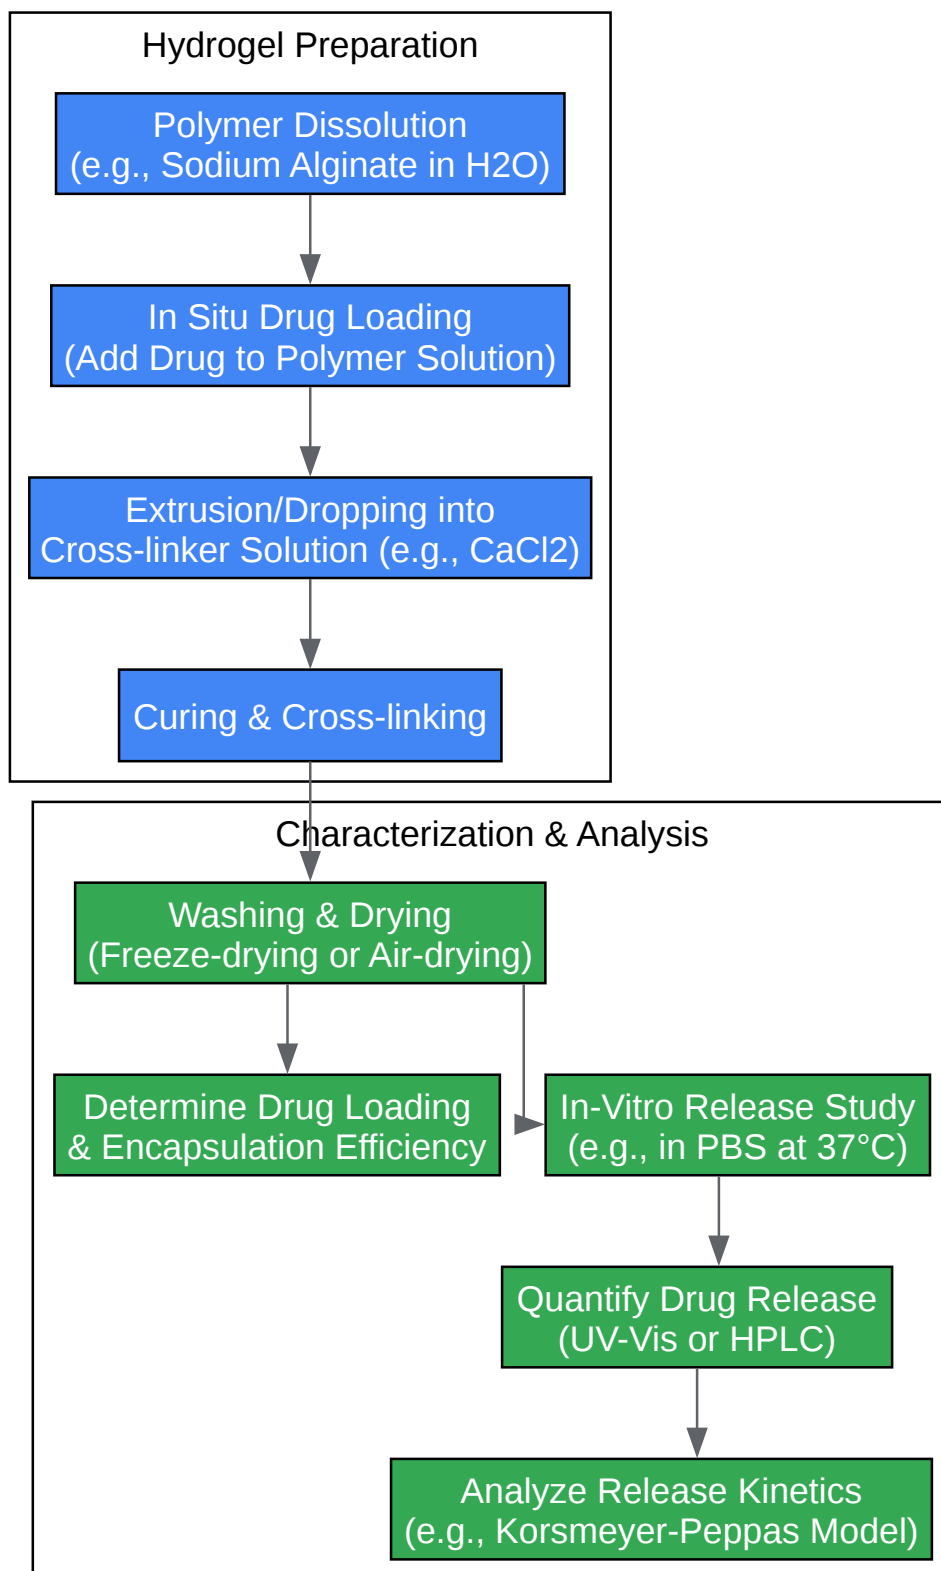 Hydrogel Preparation
Polymer Dissolution
(e.g., Sodium Alginate in H2O)
In Situ Drug Loading
(Add Drug to Polymer Solution)
Extrusion/Dropping into
Cross-linker Solution (e.g., CaCl2)
Curing & Cross-linking
Characterization & Analysis
Washing & Drying
(Freeze-drying or Air-drying)
Determine Drug Loading
& Encapsulation Efficiency
In-Vitro Release Study
(e.g., in PBS at 37°C)
Quantify Drug Release
(UV-Vis or HPLC)
Analyze Release Kinetics
(e.g., Korsmeyer-Peppas Model)